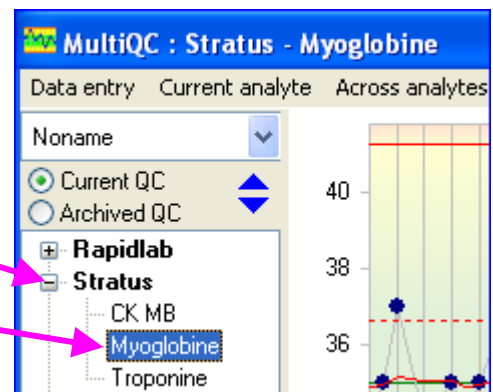 MultiQC : Stratus - Myoglobine
Data entry Current analyte Across analytes
Noname
Current QC
Archived QC
Rapidlab
Stratus
CK MB
Myoglobine
Troponine
40
38
36